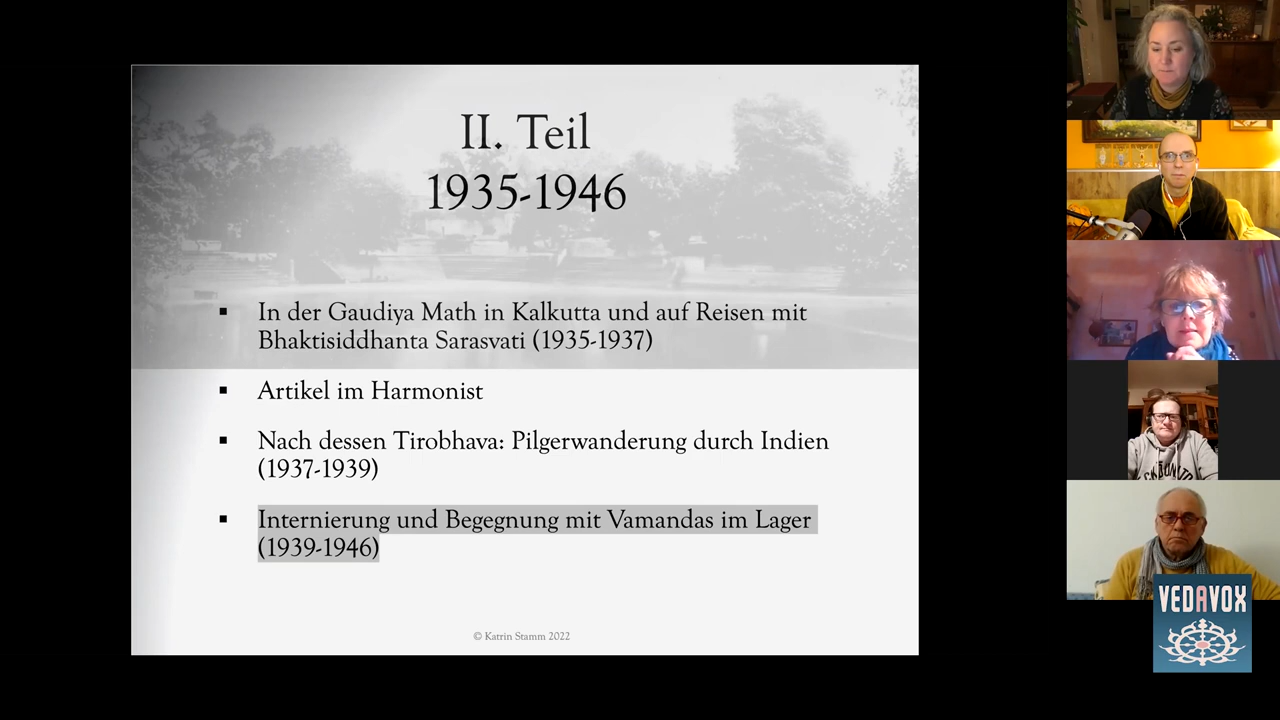 II. Teil
1935-1946
▪ In der Gaudiya Math in Kalkutta und auf Reisen mit
Bhaktisiddhanta Sarasvati (1935-1937)
▪ Artikel im Harmonist
▪ Nach dessen Tirobhava: Pilgerwanderung durch Indien
(1937-1939)
▪ Internierung und Begegnung mit Vamandas im Lager
(1939-1946)
© Katrin Stamm 2022
VEDAVOX